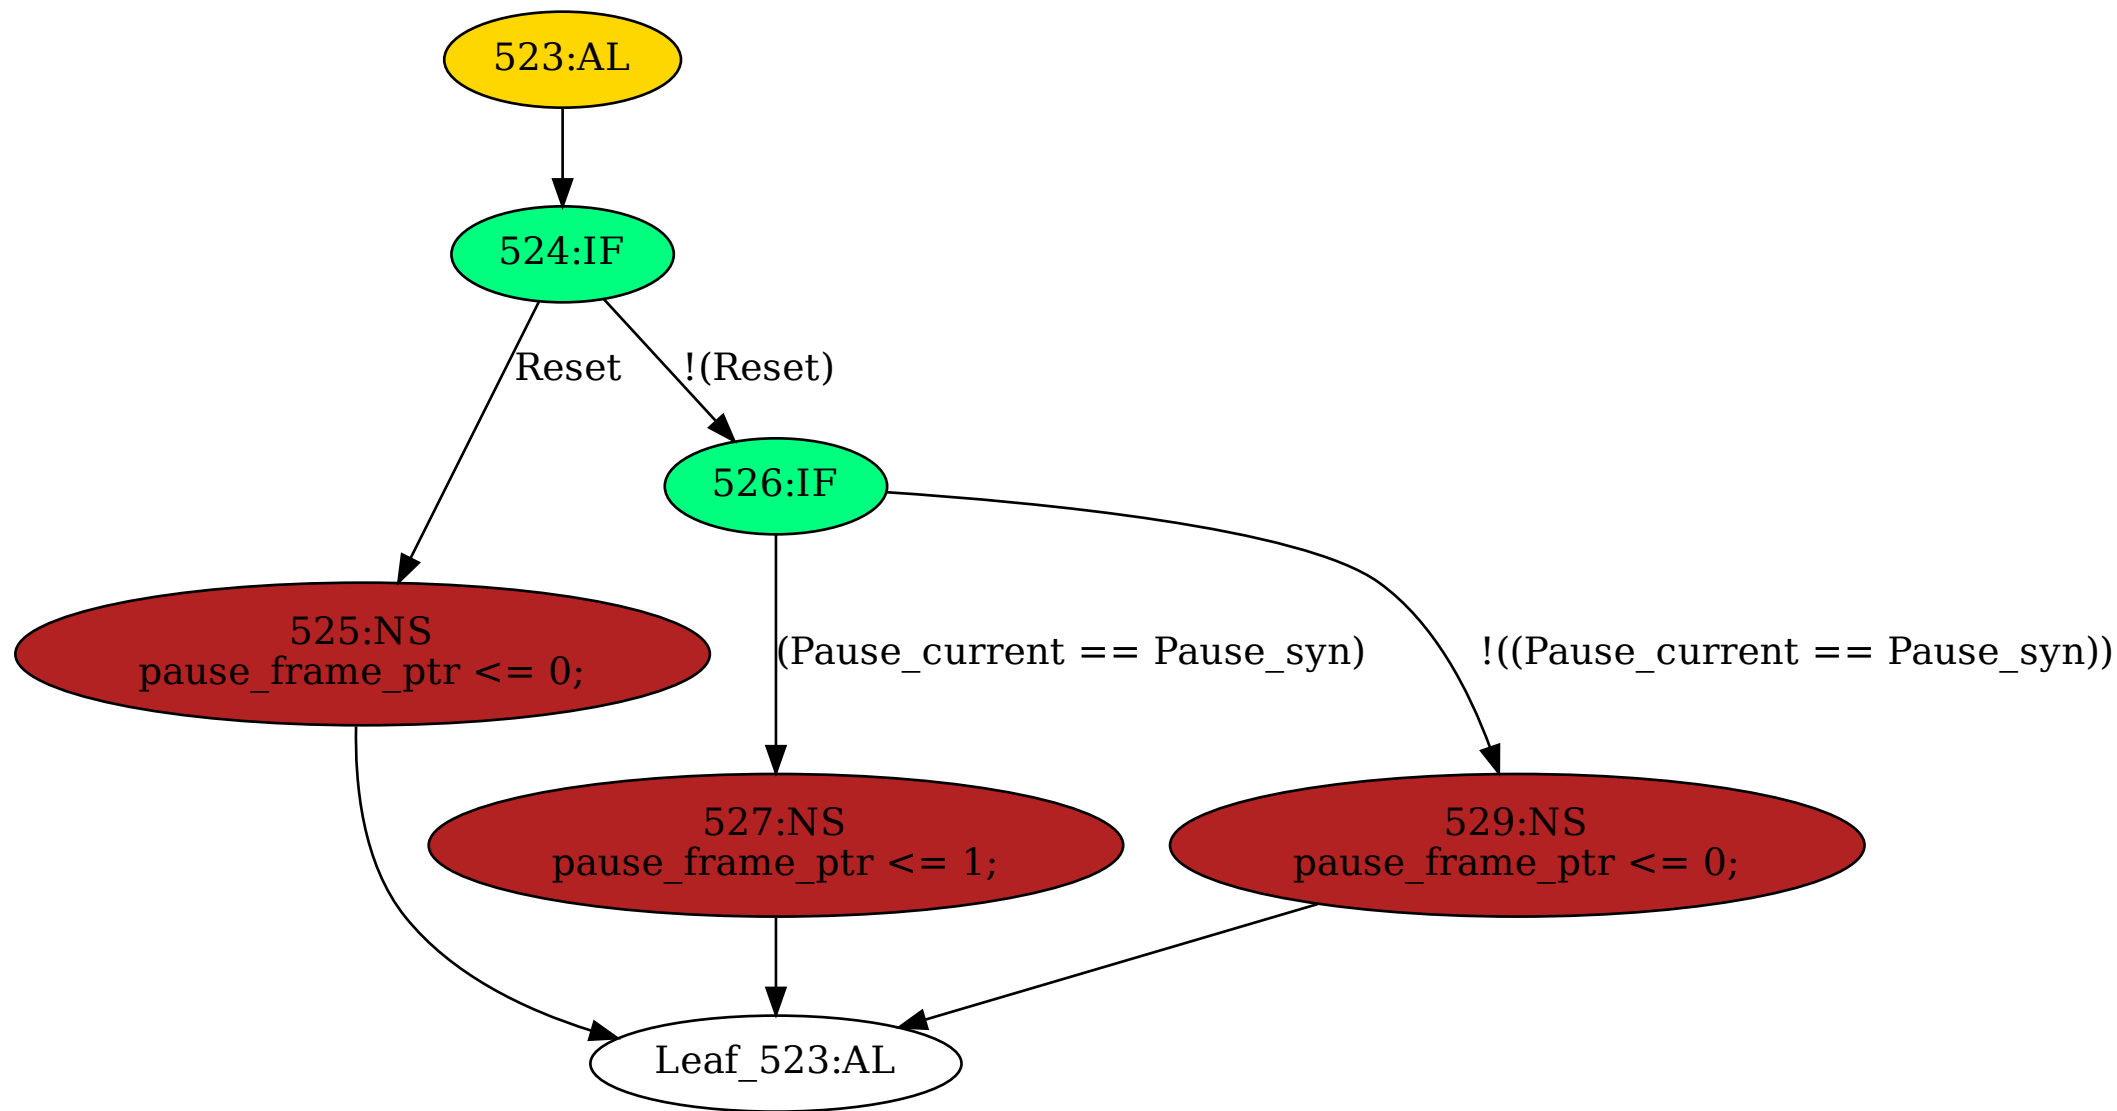 523:AL
524:IF
Reset
!(Reset)
526:IF
525:NS
pause_frame_ptr <= 0;
(Pause_current == Pause_syn)
!((Pause_current == Pause_syn))
527:NS
pause_frame_ptr <= 1;
529:NS
pause_frame_ptr <= 0;
Leaf_523:AL